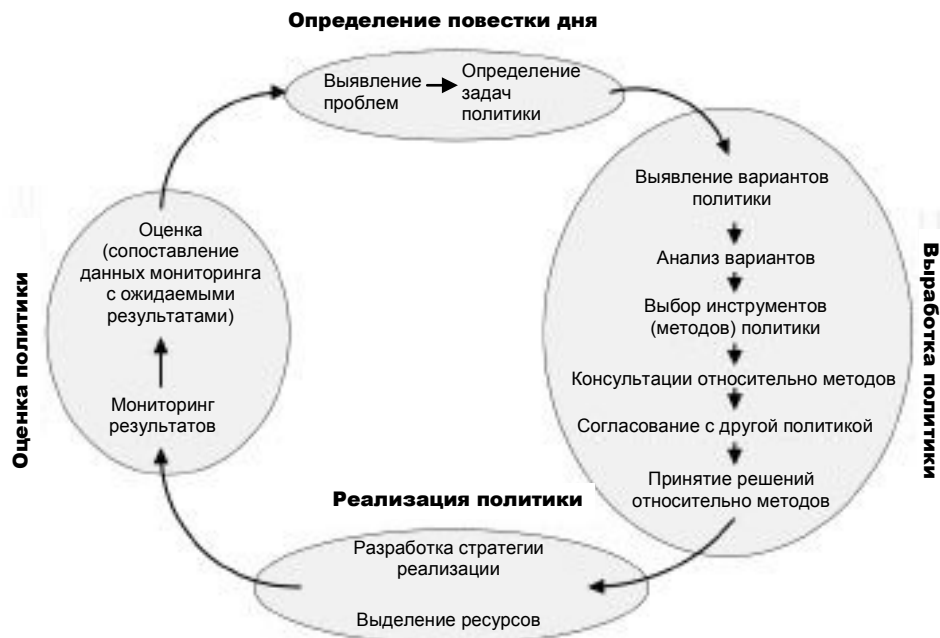 Определение повестки дня
Выявление
проблем
Определение
задач
политики
Выявление вариантов
политики
Анализ вариантов
Выбор инструментов
(методов) политики
Консультации относительно методов
Согласование с другой политикой
Принятие решений
относительно методов
Выработка политики
Реализация политики
Разработка стратегии
реализации
Выделение ресурсов
Оценка
(сопоставление
данных мониторинга
с ожидаемыми
результатами)
Мониторинг
результатов
Оценка политики